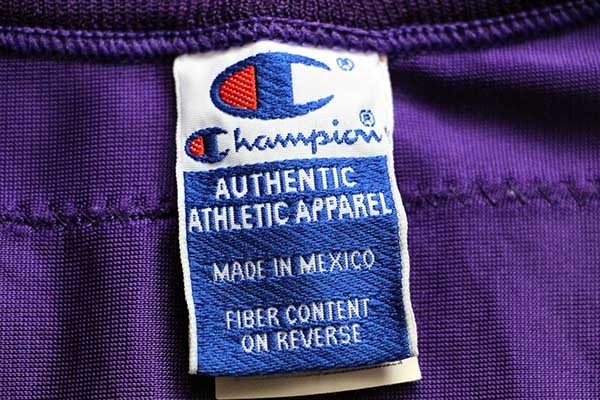 C ®
Champion®
AUTHENTIC
ATHLETIC APPAREL
MADE IN MEXICO
FIBER CONTENT
ON REVERSE